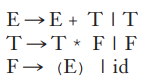 E → E + T | T
T → T * F | F
F → (E) | id